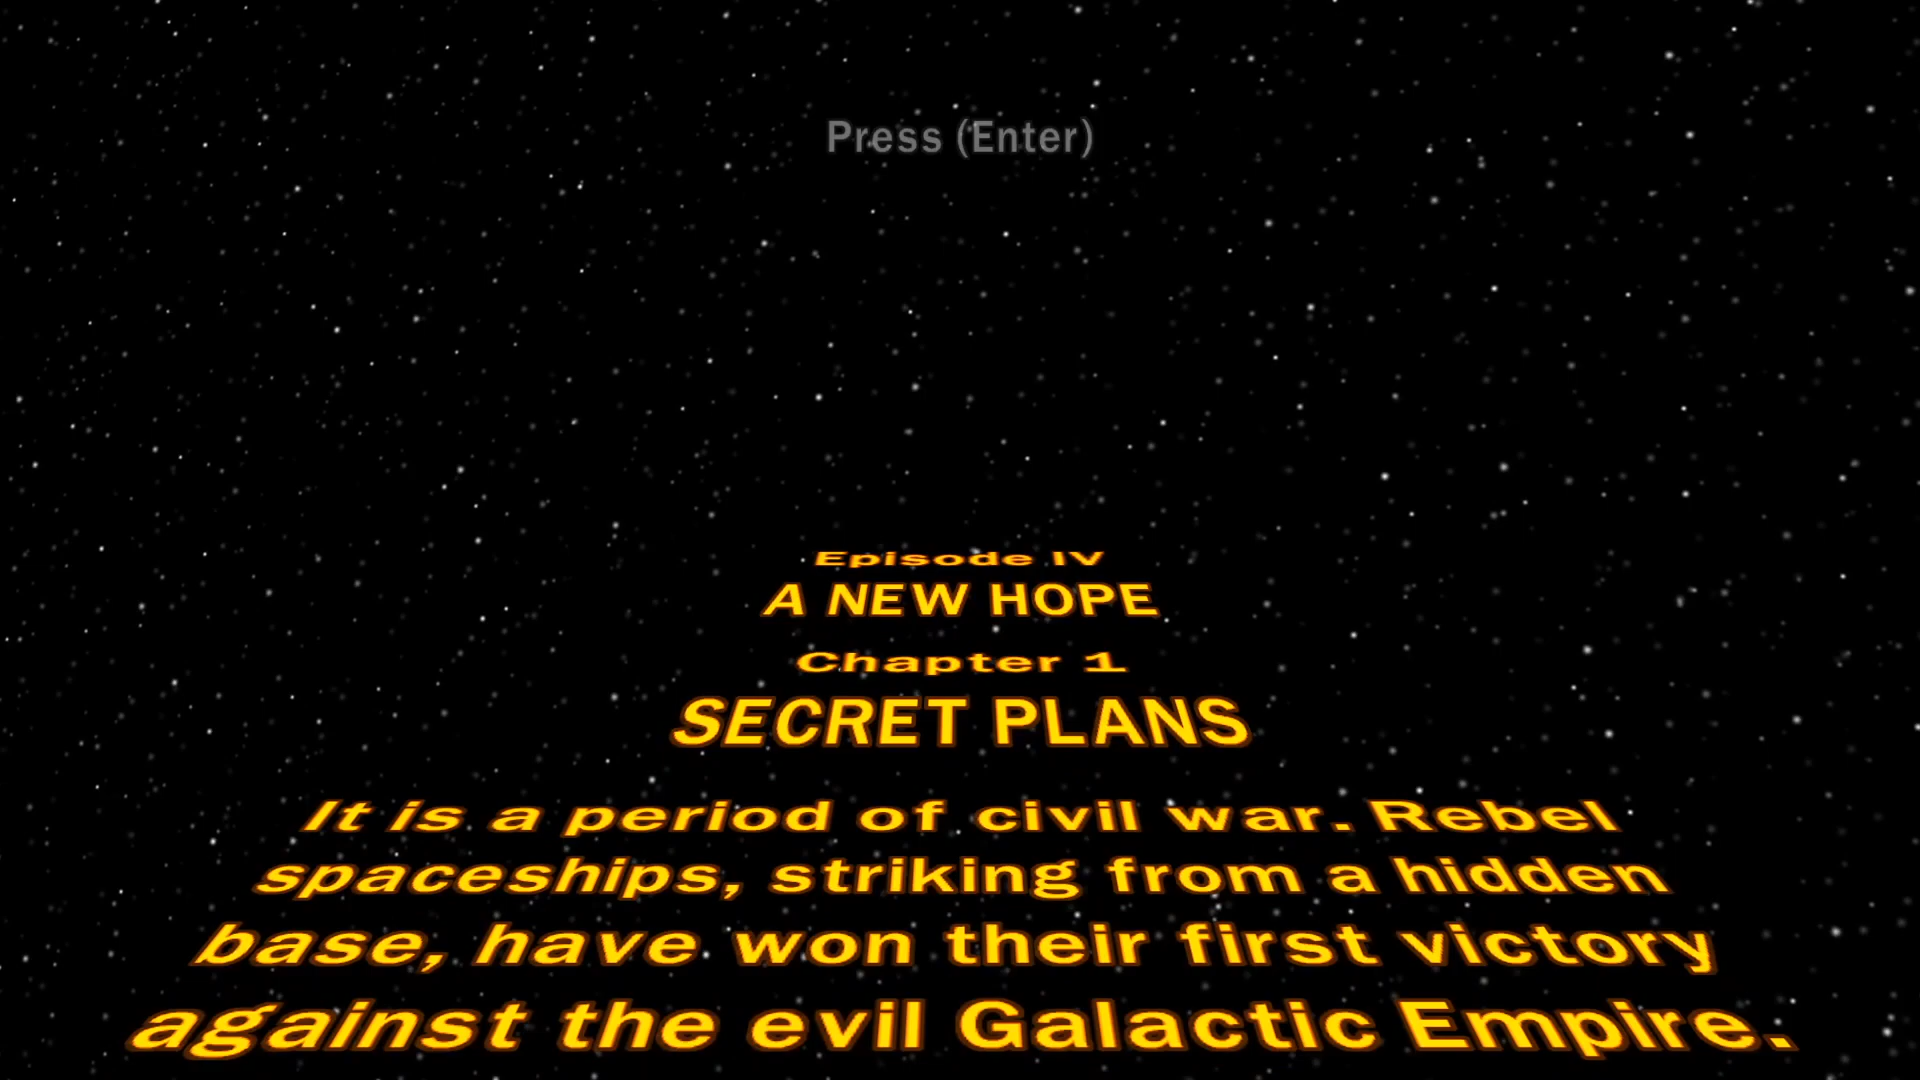 Press (Enter)
Episode IV
A NEW HOPE
Chapter 1
SECRET PLANS
It is a period of civil war. Rebel
spaceships, striking from a hidden
base, have won their first victory
against the evil Galactic Empire.